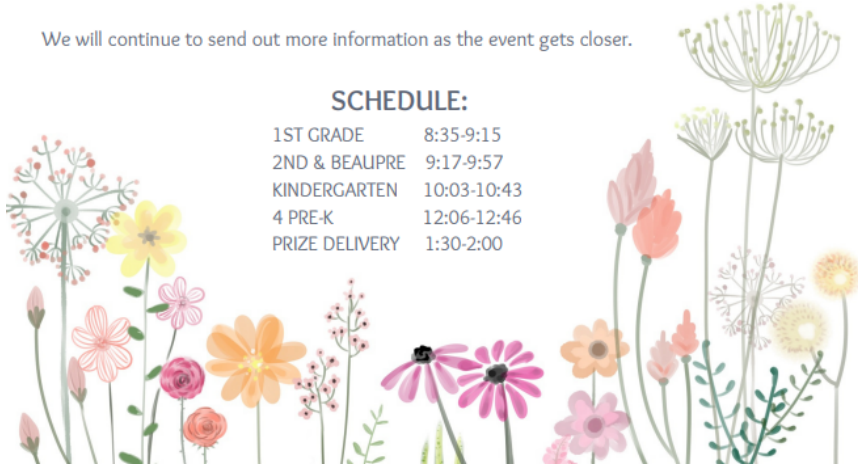 We will continue to send out more information as the event gets closer.
SCHEDULE:
1ST GRADE 8:35-9:15
2ND & BEAUPRE 9:17-9:57
KINDERGARTEN 10:03-10:43
4 PRE-K 12:06-12:46
PRIZE DELIVERY 1:30-2:00